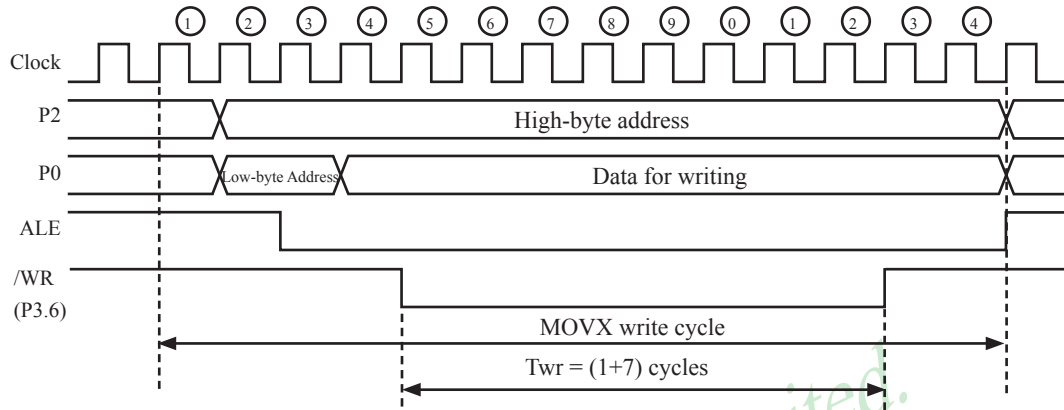 ① ② ③ ④ ⑤ ⑥ ⑦ ⑧ ⑨ ⓪ ① ② ③ ④
Clock
P2 High-byte address
P0 Low-byte Address Data for writing
ALE
/WR
(P3.6)
MOVX write cycle
Twr = (1+7) cycles